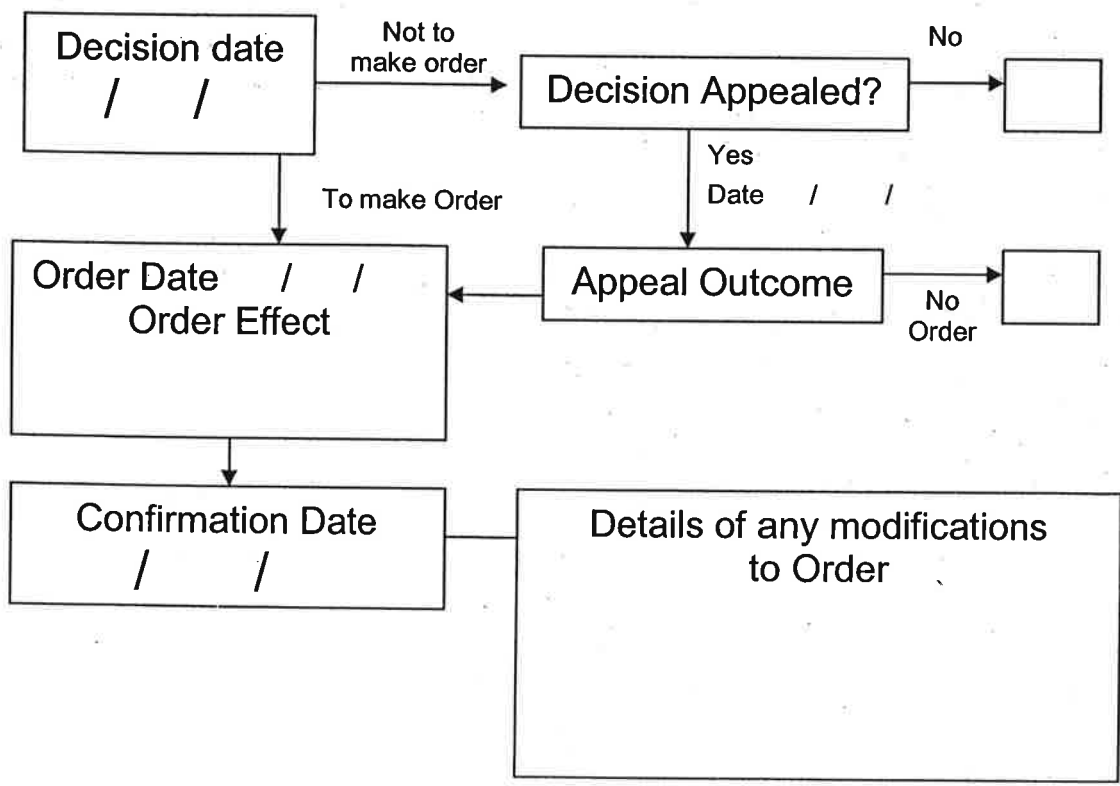 Decision date
/ /
Not to
make order
Decision Appealed?
No
Yes
Date / /
To make Order
Order Date / /
Order Effect
Appeal Outcome
No
Order
Confirmation Date
/ /
Details of any modifications
to Order